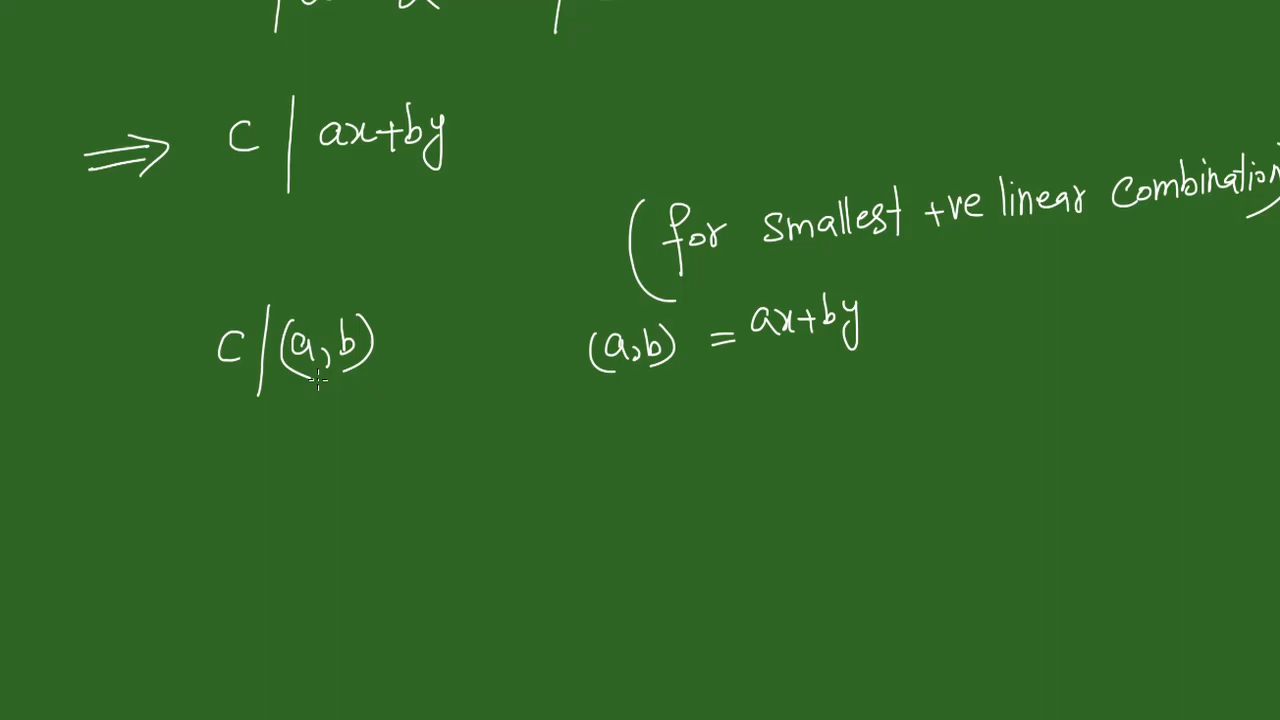 ⇒ C | ax+by
(for smallest +ve linear Combination)
C | (a,b) (a,b) = ax+by